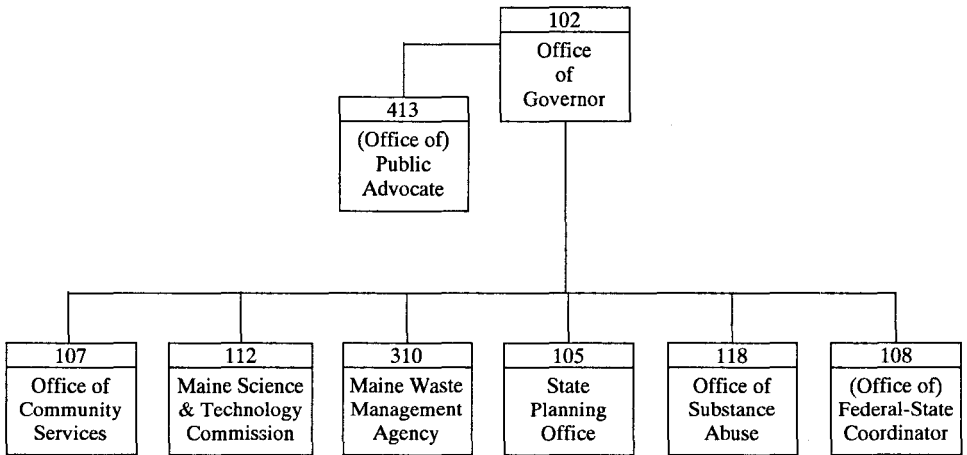 102
Office
of
Governor
413
(Office of)
Public
Advocate
107
Office of
Community
Services
112
Maine Science
& Technology
Commission
310
Maine Waste
Management
Agency
105
State
Planning
Office
118
Office of
Substance
Abuse
108
(Office of)
Federal-State
Coordinator